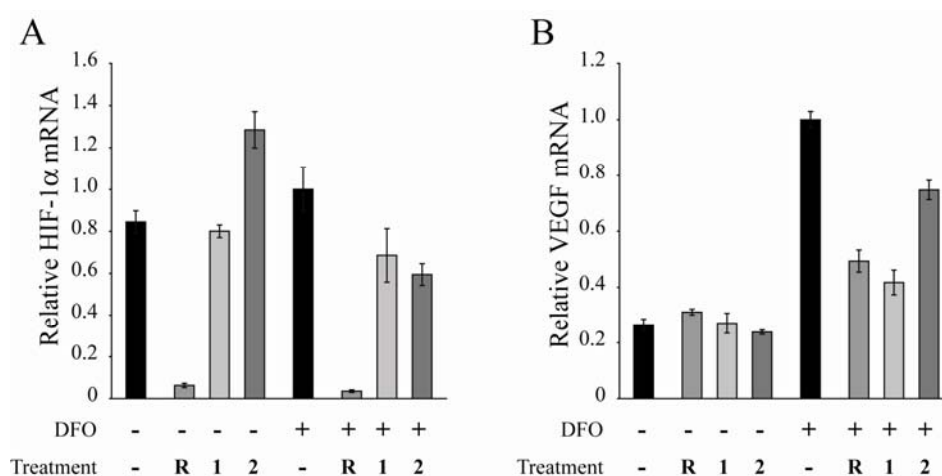 A
Relative HIF-1α mRNA
1.6
1.4
1.2
1.0
0.8
0.6
0.4
0.2
0
DFO - - - - + + + +
Treatment - R 1 2 - R 1 2
B
Relative VEGF mRNA
1.2
1.0
0.8
0.6
0.4
0.2
0
DFO - - - - + + + +
Treatment - R 1 2 - R 1 2